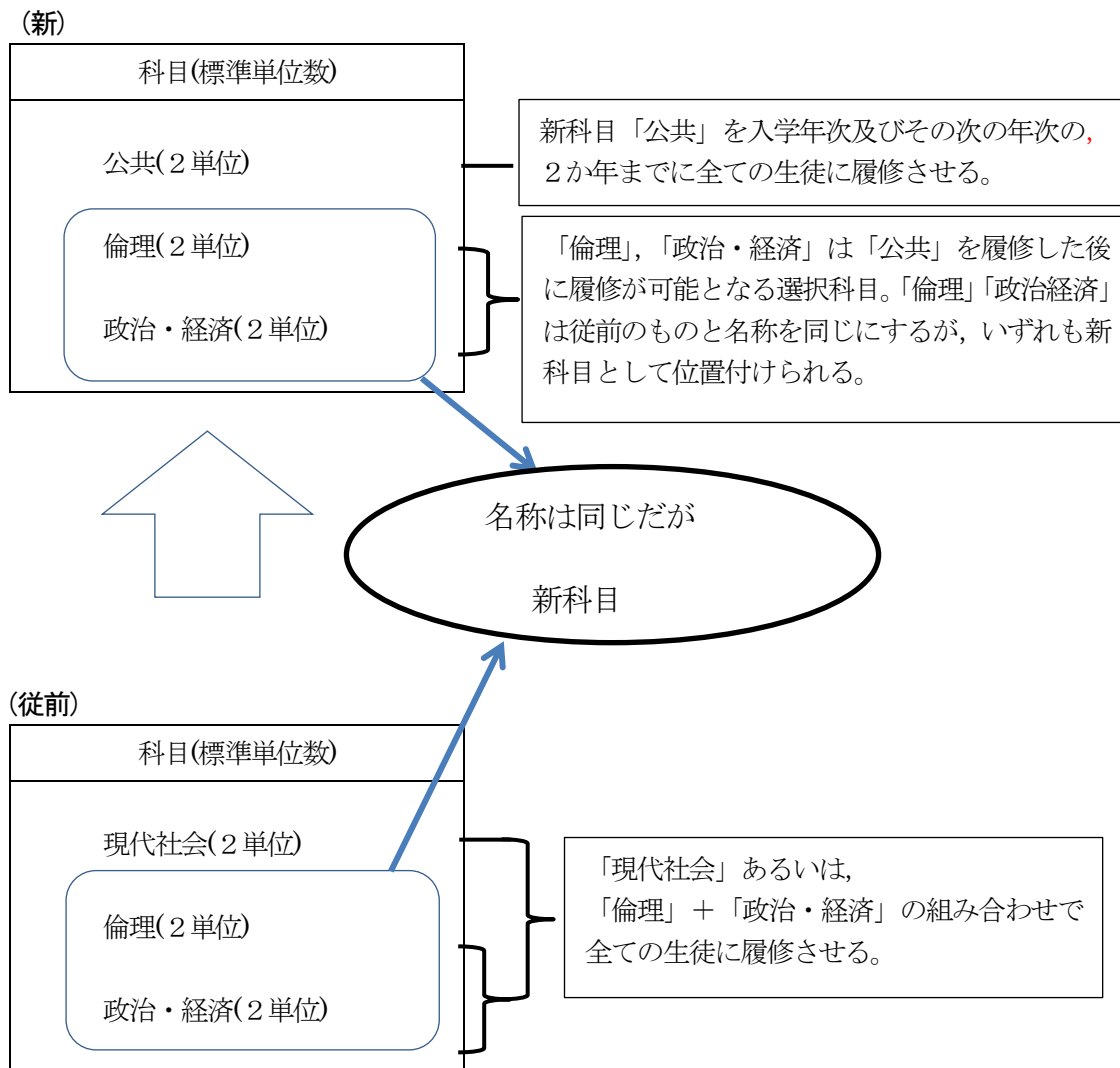 (新)
科目(標準単位数)
公共(２単位)
新科目「公共」を入学年次及びその次の年次の,
２か年までに全ての生徒に履修させる。
倫理(２単位)
政治・経済(２単位)
「倫理」,「政治・経済」は「公共」を履修した後
に履修が可能となる選択科目。「倫理」「政治経済」
は従前のものと名称を同じにするが, いずれも新
科目として位置付けられる。
名称は同じだが
新科目
(従前)
科目(標準単位数)
現代社会(２単位)
倫理(２単位)
政治・経済(２単位)
「現代社会」あるいは,
「倫理」＋「政治・経済」の組み合わせで
全ての生徒に履修させる。